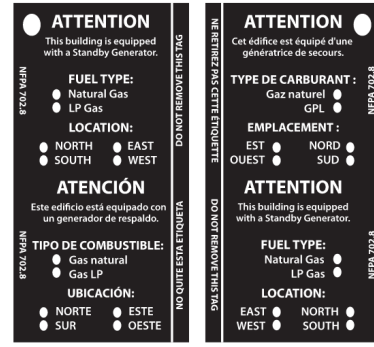 ATTENTION
This building is equipped
with a Standby Generator.
FUEL TYPE:
Natural Gas
LP Gas
LOCATION:
NORTH EAST
SOUTH WEST
NFPA 702.8
DO NOT REMOVE THIS TAG
ATENCIÓN
Este edificio está equipado con
un generador de respaldo.
TIPO DE COMBUSTIBLE:
Gas natural
Gas LP
UBICACIÓN:
NORTE ESTE
SUR OESTE
NFPA 702.8
NO QUITE ESTA ETIQUETA
NE RETIREZ PAS CETTE ÉTIQUETTE
ATTENTION
Cet édifice est équipé d'une
génératrice de secours.
TYPE DE CARBURANT :
Gaz naturel
GPL
EMPLACEMENT :
EST NORD
OUEST SUD
NFPA 702.8
DO NOT REMOVE THIS TAG
ATTENTION
This building is equipped
with a Standby Generator.
FUEL TYPE:
Natural Gas
LP Gas
LOCATION:
EAST NORTH
WEST SOUTH
NFPA 702.8